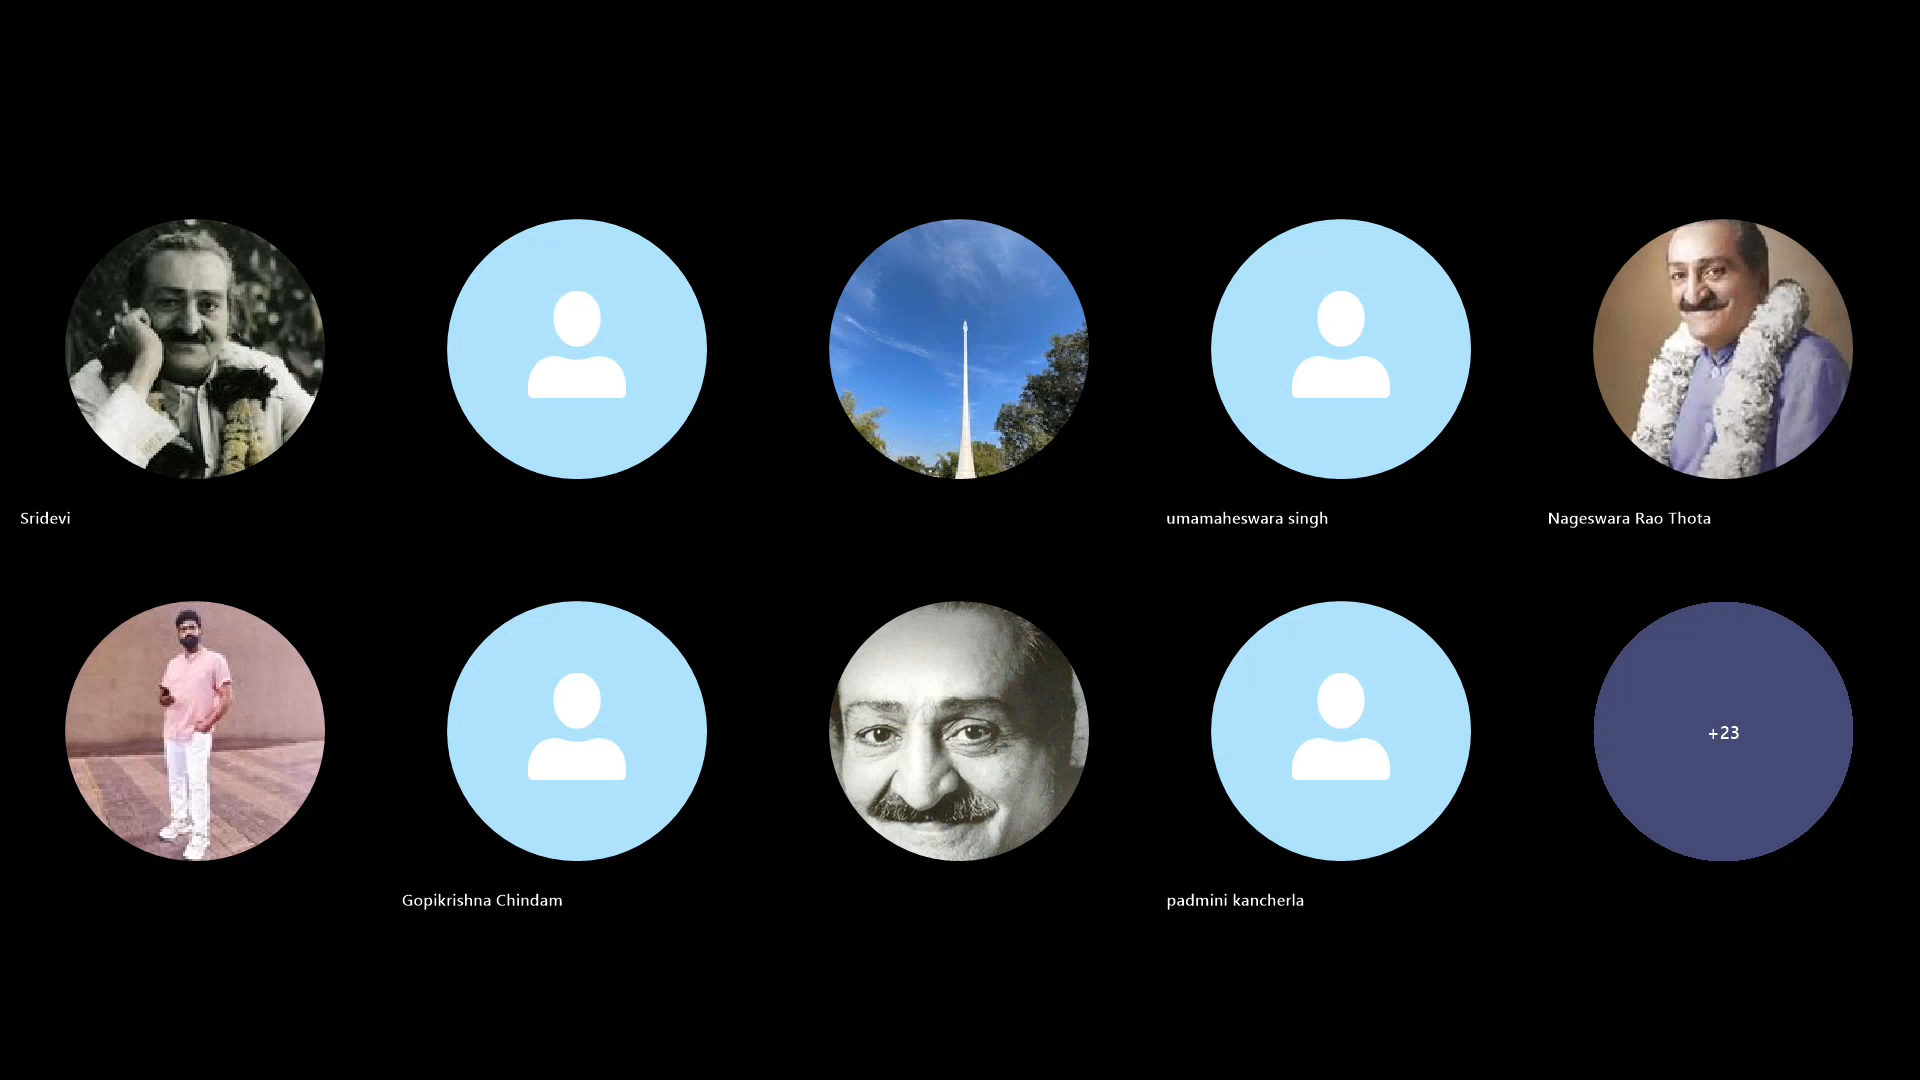 Sridevi
umamaheswara singh
Nageswara Rao Thota
+23
Gopikrishna Chindam
padmini kancherla